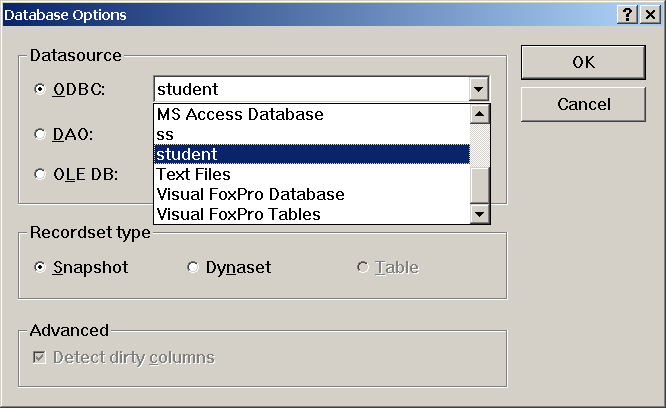 Database Options
Datasource
OK
ODBC:
student
Cancel
MS Access Database
DAO:
ss
student
OLE DB:
Text Files
Visual FoxPro Database
Visual FoxPro Tables
Recordset type
Snapshot
Dynaset
Table
Advanced
Detect dirty columns